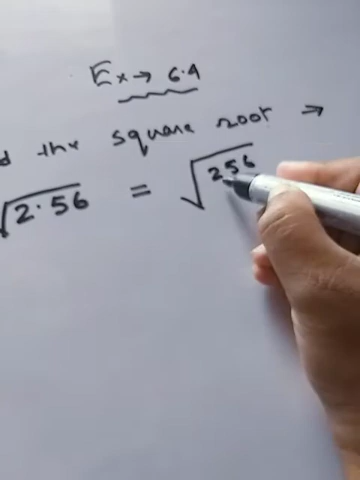 Ex → 6.4
d the square root →
√2.56 = √256